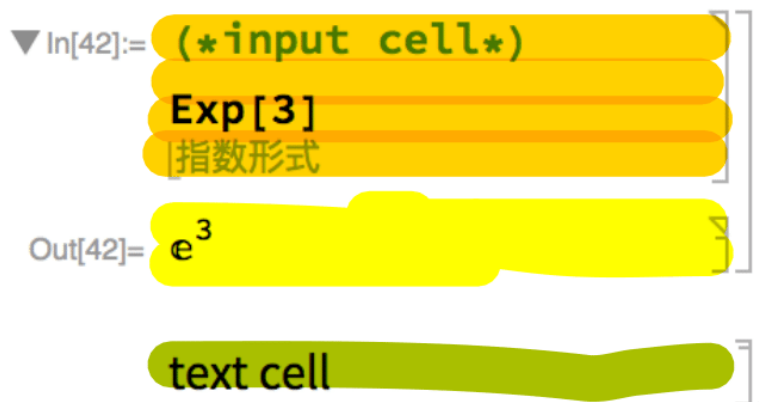 In[42]:= (*input cell*)
Exp[3]
指数形式
Out[42]= ⅇ³
text cell